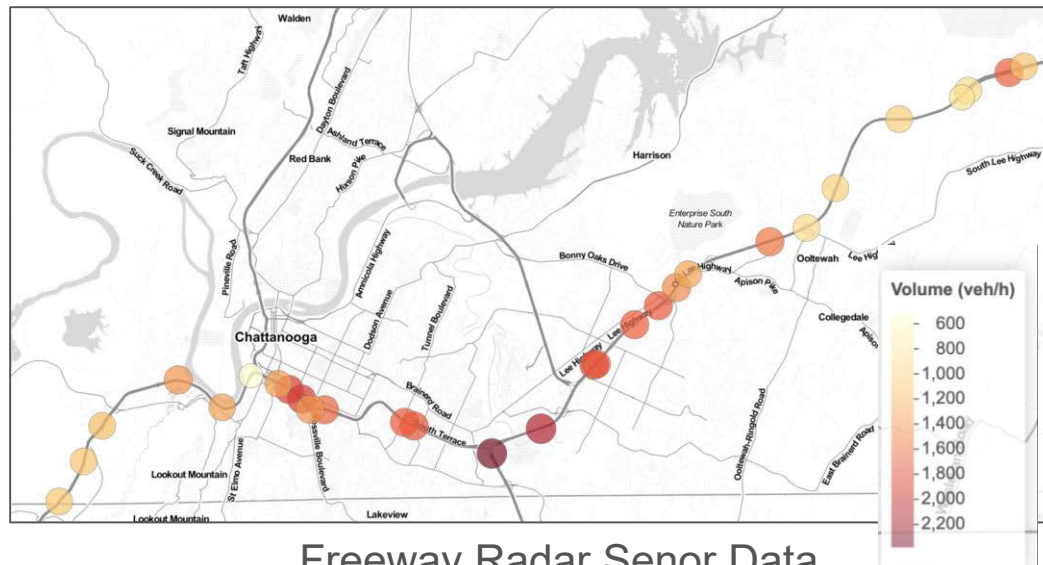 Walden
Taft Highway
Dayton Boulevard
Signal Mountain
Ashland Terrace
Red Bank
Hixson Pike
Suck Creek Road
Harrison
South Lee Highway
Enterprise South
Nature Park
Pineville Road
Amnicola Highway
Bonny Oaks Drive
Lee Highway
Ooltewah
Apison Pike
Collegedale
Chattanooga
Dodson Avenue
Tunnel Boulevard
Lee Highway
Lee Highway
Brainerd Road
South Terrace
Ooltewah-Ringold Road
East Brainerd Road
Lookout Mountain
St Elmo Avenue
Lookout Mountain
Lakeview
Volume (veh/h)
600
800
1,000
1,200
1,400
1,600
1,800
2,000
2,200
Freeway Radar Senor Data